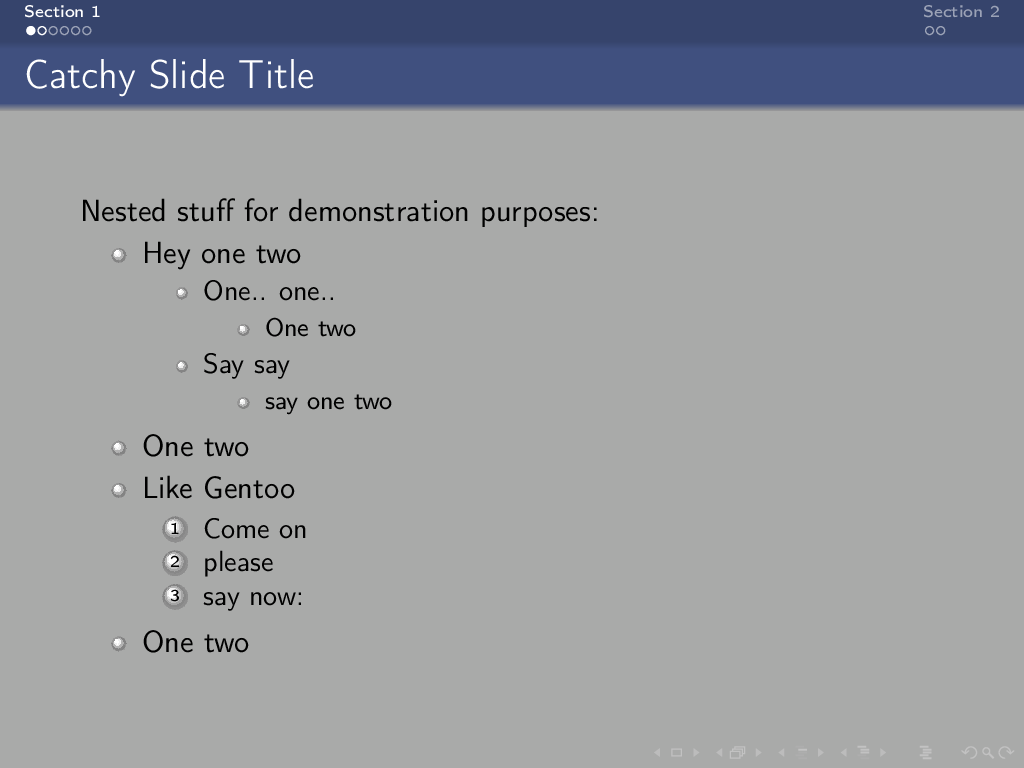 Section 1
Section 2
Catchy Slide Title
Nested stuff for demonstration purposes:
Hey one two
One.. one..
One two
Say say
say one two
One two
Like Gentoo
1 Come on
2 please
3 say now:
One two